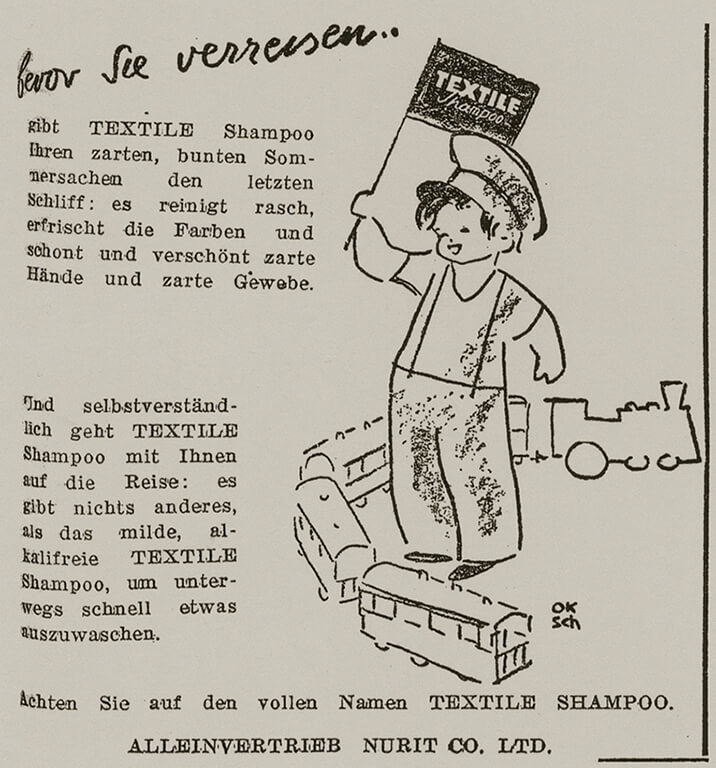 bevor Sie verreisen..
TEXTILE
Shampoo
gibt TEXTILE Shampoo
Ihren zarten, bunten Som-
mersachen den letzten
Schliff: es reinigt rasch,
erfrischt die Farben und
schont und verschönt zarte
Hände und zarte Gewebe.
Und selbstverständ-
lich geht TEXTILE
Shampoo mit Ihnen
auf die Reise: es
gibt nichts anderes,
als das milde, al-
kalifreie TEXTILE
Shampoo, um unter-
wegs schnell etwas
auszuwaschen.
OK
Sch
Achten Sie auf den vollen Namen TEXTILE SHAMPOO.
ALLEINVERTRIEB NURIT CO. LTD.